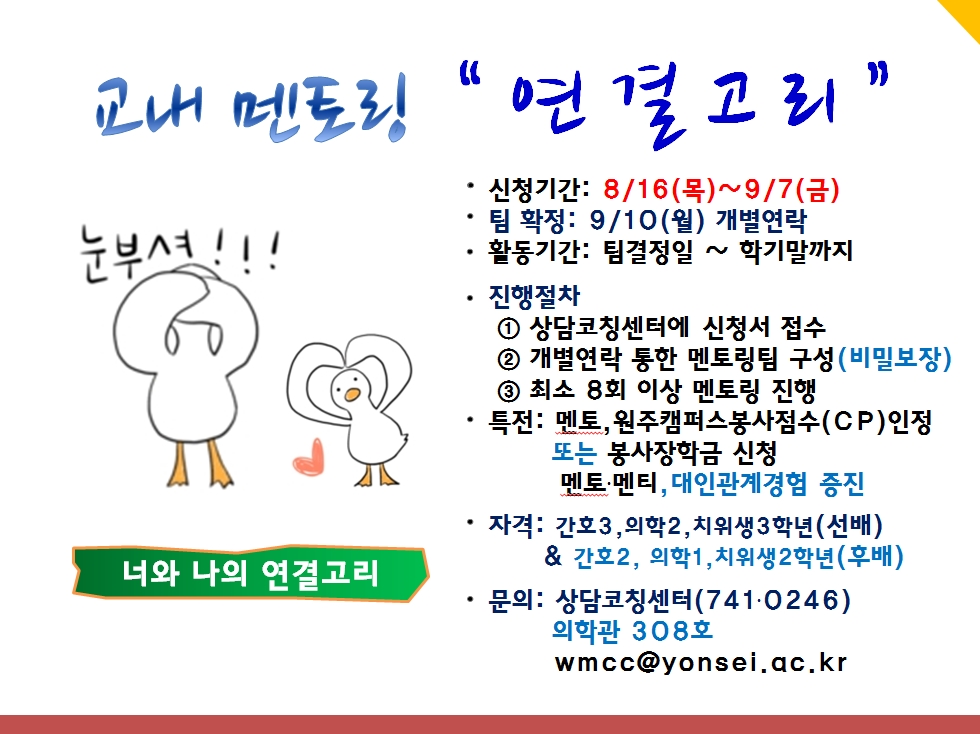 교내 멘토링 “연결고리”
눈부셔!!!
너와 나의 연결고리
• 신청기간: 8/16(목)~9/7(금)
• 팀 확정: 9/10(월) 개별연락
• 활동기간: 팀결정일 ~ 학기말까지
• 진행절차
① 상담코칭센터에 신청서 접수
② 개별연락 통한 멘토링팀 구성(비밀보장)
③ 최소 8회 이상 멘토링 진행
• 특전: 멘토,원주캠퍼스봉사점수(CP)인정
또는 봉사장학금 신청
멘토·멘티,대인관계경험 증진
• 자격: 간호3,의학2,치위생3학년(선배)
& 간호2, 의학1,치위생2학년(후배)
• 문의: 상담코칭센터(741·0246)
의학관 308호
wmcc@yonsei.ac.kr